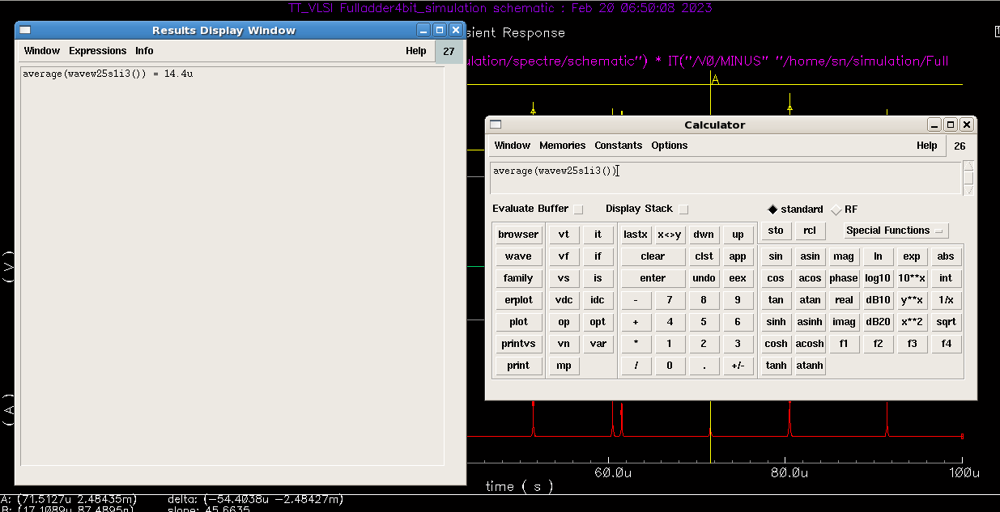 TT_VLSI Fulladder4bit_simulation schematic : Feb 20 06:50:08 2023
Results Display Window
sient Response
Window Expressions Info Help 27
ulation/spectre/schematic") * IT("/V0/MINUS" "/home/sn/simulation/Full
average(wavew25s1i3()) = 14.4u
A
Calculator
Window Memories Constants Options Help 26
average(wavew25s1i3())
Evaluate Buffer Display Stack standard RF
browser vt it lastx x<>y dwn up sto rcl Special Functions
wave vf if clear clst app sin asin mag ln exp abs
family vs is enter undo eex cos acos phase log10 10**x int
erplot vdc idc - 7 8 9 tan atan real dB10 y**x 1/x
plot op opt + 4 5 6 sinh asinh imag dB20 x**2 sqrt
printvs vn var * 1 2 3 cosh acosh f1 f2 f3 f4
print mp / 0 . +/- tanh atanh
( V )
( A )
60.0u 80.0u 100u
time ( s )
A: (71.5127u 2.48435m) delta: (-54.4038u -2.48427m)
B: (17.1089u 87.4895n) slope: 45.6635